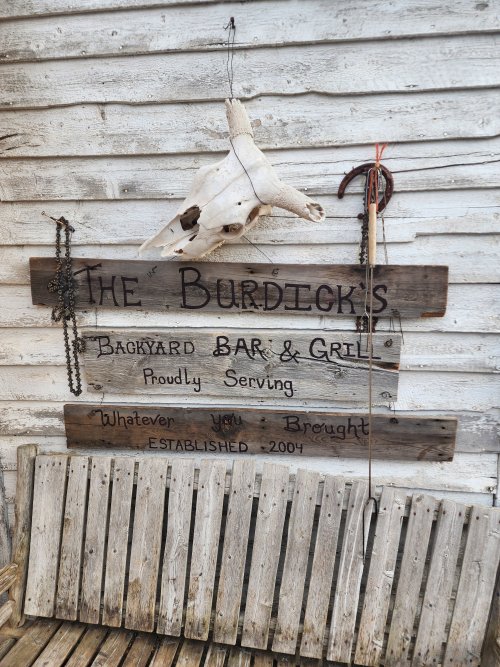 The Burdick's
Backyard BAR & GRILL
Proudly Serving
Whatever you Brought
ESTABLISHED 2004